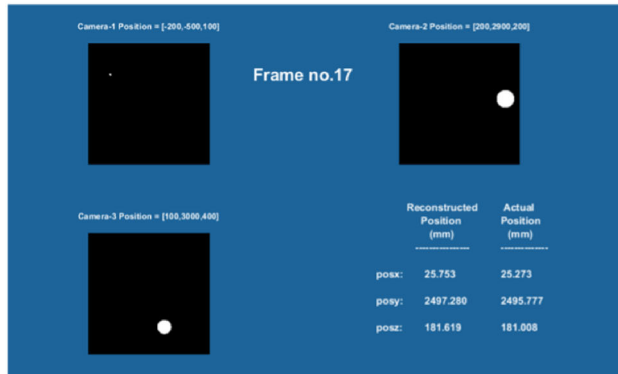 Camera-1 Position = [-200,-500,100]
Camera-2 Position = [200,2900,200]
Frame no.17
Camera-3 Position = [100,3000,400]
Reconstructed Actual
Position Position
(mm) (mm)
----------------- ---------------
posx: 25.753 25.273
posy: 2497.280 2495.777
posz: 181.619 181.008